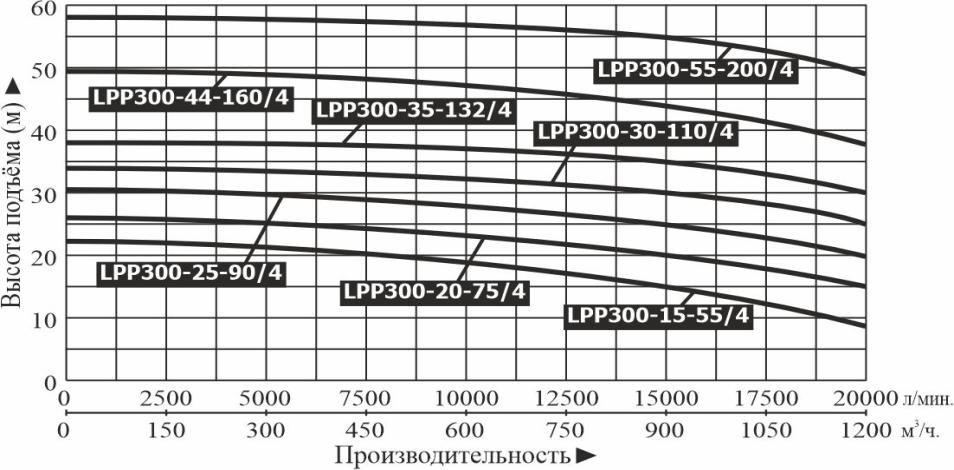 60
50
40
30
20
10
0
Высота подъёма (м) ►
LPP300-55-200/4
LPP300-44-160/4
LPP300-35-132/4
LPP300-30-110/4
LPP300-25-90/4
LPP300-20-75/4
LPP300-15-55/4
0 2500 5000 7500 10000 12500 15000 17500 20000 л/мин.
0 150 300 450 600 750 900 1050 1200 м³/ч.
Производительность ►